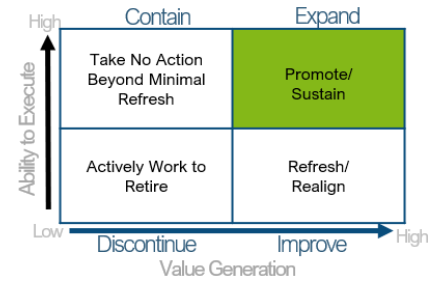 Contain
Expand
High
Take No Action
Beyond Minimal
Refresh
Promote/
Sustain
Ability to Execute
Actively Work to
Retire
Refresh/
Realign
Low
High
Discontinue
Improve
Value Generation